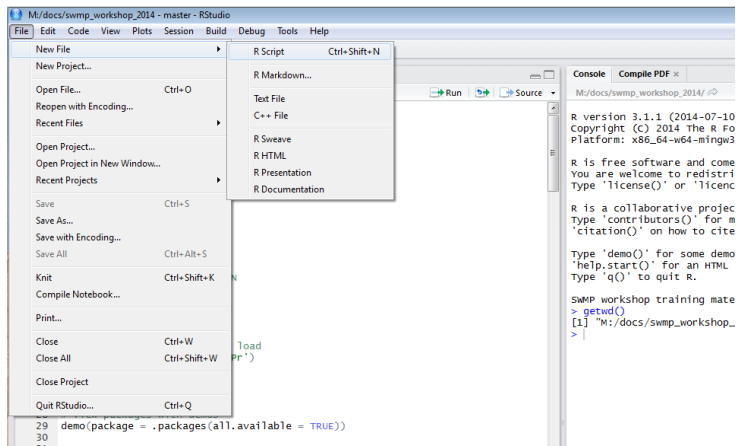 M:/docs/swmp_workshop_2014 - master - RStudio
File Edit Code View Plots Session Build Debug Tools Help
New File
New Project...
Open File... Ctrl+O
Reopen with Encoding...
Recent Files
Open Project...
Open Project in New Window...
Recent Projects
Save Ctrl+S
Save As...
Save with Encoding...
Save All Ctrl+Alt+S
Knit Ctrl+Shift+K
Compile Notebook...
Print...
Close Ctrl+W
Close All Ctrl+Shift+W
Close Project
Quit RStudio... Ctrl+Q
R Script Ctrl+Shift+N
R Markdown...
Text File
C++ File
R Sweave
R HTML
R Presentation
R Documentation
Run Source
N
load
Pr')
29 demo(package = .packages(all.available = TRUE))
30
Console Compile PDF
M:/docs/swmp_workshop_2014/
R version 3.1.1 (2014-07-10
Copyright (C) 2014 The R Fo
Platform: x86_64-w64-mingw3
R is free software and come
You are welcome to redistri
Type 'license()' or 'licenc
R is a collaborative projec
Type 'contributors()' for m
'citation()' on how to cite
Type 'demo()' for some demo
'help.start()' for an HTML
Type 'q()' to quit R.
SWMP workshop training mate
> getwd()
[1] "M:/docs/swmp_workshop_
>